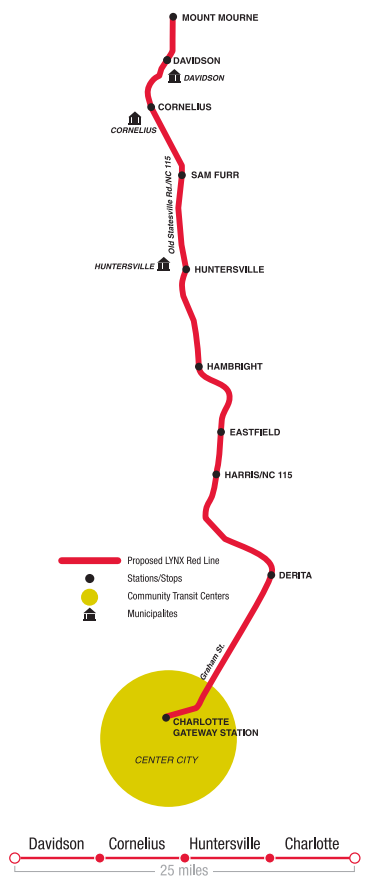 MOUNT MOURNE
DAVIDSON
DAVIDSON
CORNELIUS
CORNELIUS
Old Statesville Rd./NC 115
SAM FURR
HUNTERSVILLE
HUNTERSVILLE
HAMBRIGHT
EASTFIELD
HARRIS/NC 115
Proposed LYNX Red Line
Stations/Stops
Community Transit Centers
Municipalites
DERITA
Graham St.
CHARLOTTE
GATEWAY STATION
CENTER CITY
Davidson Cornelius Huntersville Charlotte
25 miles